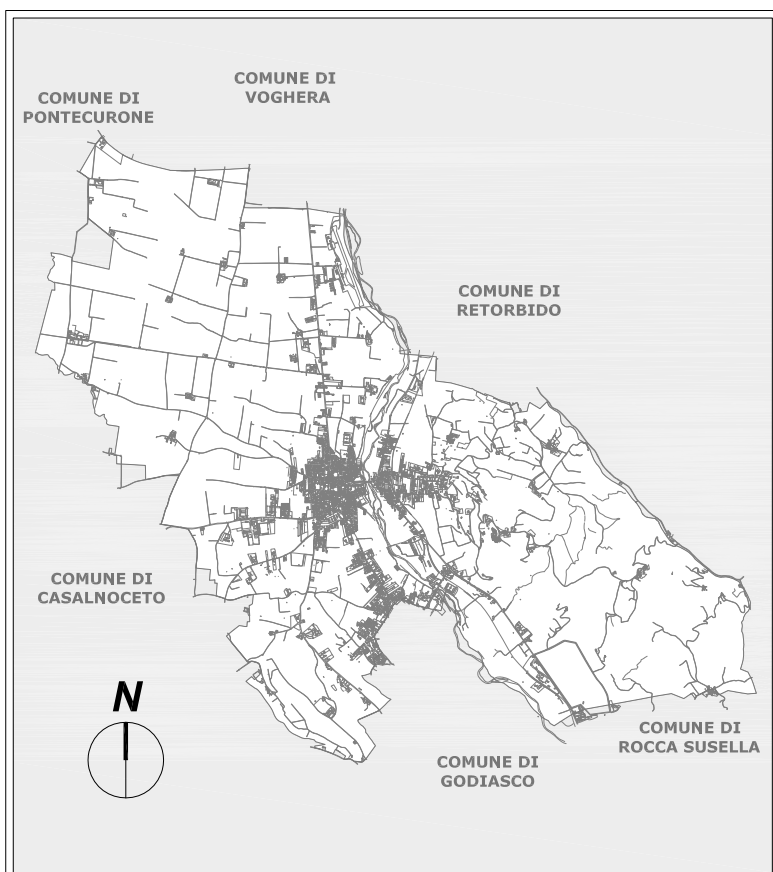 COMUNE DI
VOGHERA
COMUNE DI
PONTECURONE
COMUNE DI
RETORBIDO
COMUNE DI
CASALNOCETO
N
COMUNE DI
ROCCA SUSELLA
COMUNE DI
GODIASCO